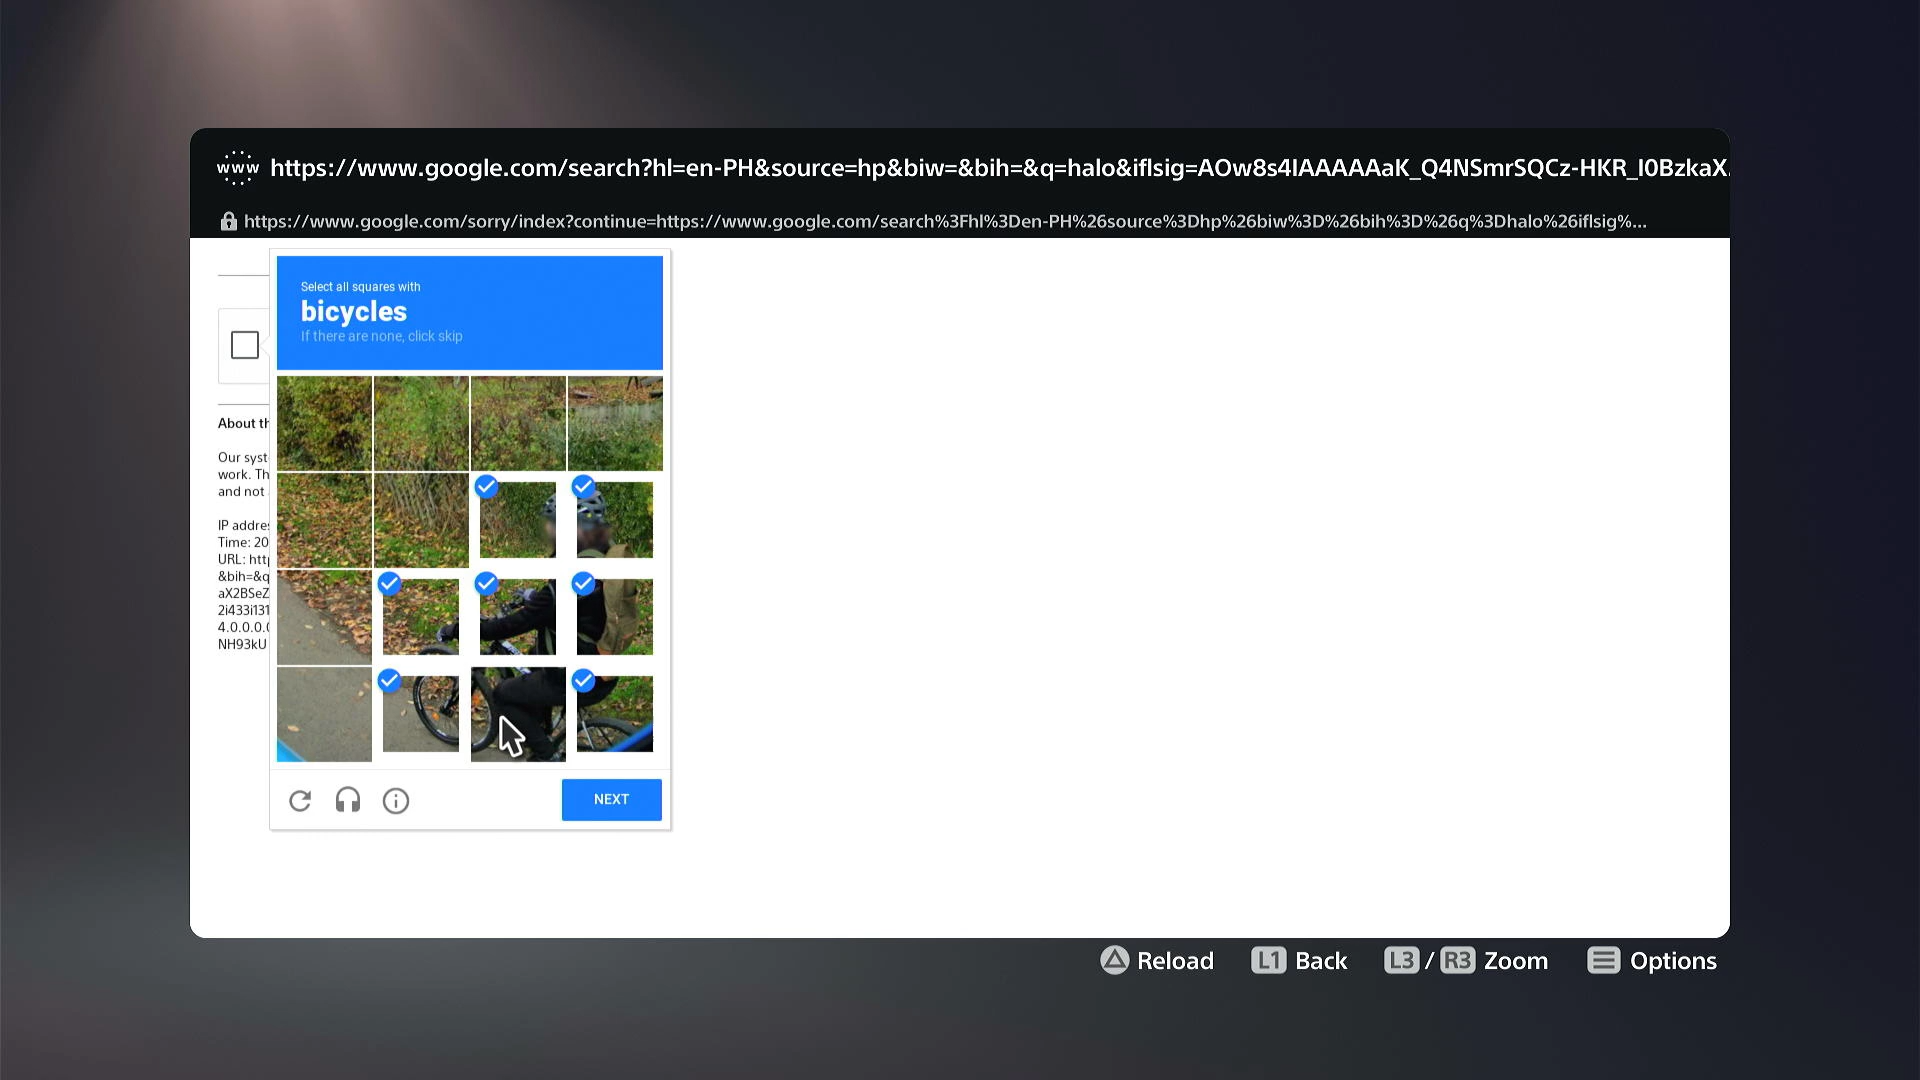 www https://www.google.com/search?hl=en-PH&source=hp&biw=&bih=&q=halo&iflsig=AOw8s4IAAAAAaK_Q4NSmrSQCz-HKR_I0BzkaX
https://www.google.com/sorry/index?continue=https://www.google.com/search%3Fhl%3Den-PH%26source%3Dhp%26biw%3D%26bih%3D%26q%3Dhalo%26iflsig%...
Select all squares with
bicycles
If there are none, click skip
About th
Our syst
work. Th
and not
IP addre
Time: 20
URL: http
&bih=&q
aX2BSeZ
2i433i131
4.0.0.0.0
NH93kU
NEXT
Reload L1 Back L3 / R3 Zoom Options